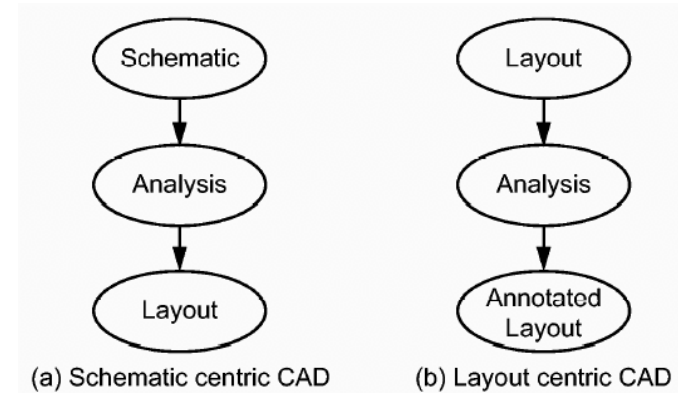 Schematic
Analysis
Layout
(a) Schematic centric CAD
Layout
Analysis
Annotated
Layout
(b) Layout centric CAD